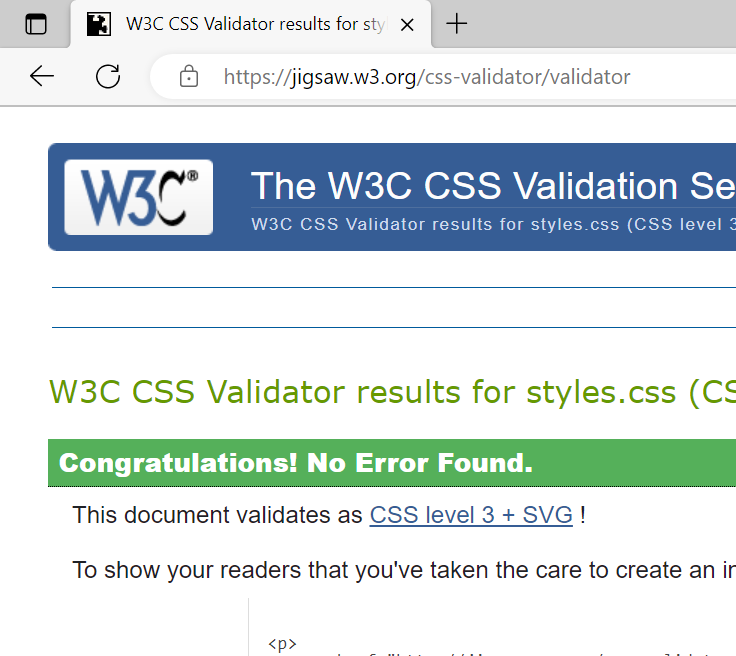 W3C CSS Validator results for sty
https://jigsaw.w3.org/css-validator/validator
W3C®
The W3C CSS Validation Se
W3C CSS Validator results for styles.css (CSS level 3
W3C CSS Validator results for styles.css (CS
Congratulations! No Error Found.
This document validates as CSS level 3 + SVG !
To show your readers that you've taken the care to create an in
<p>